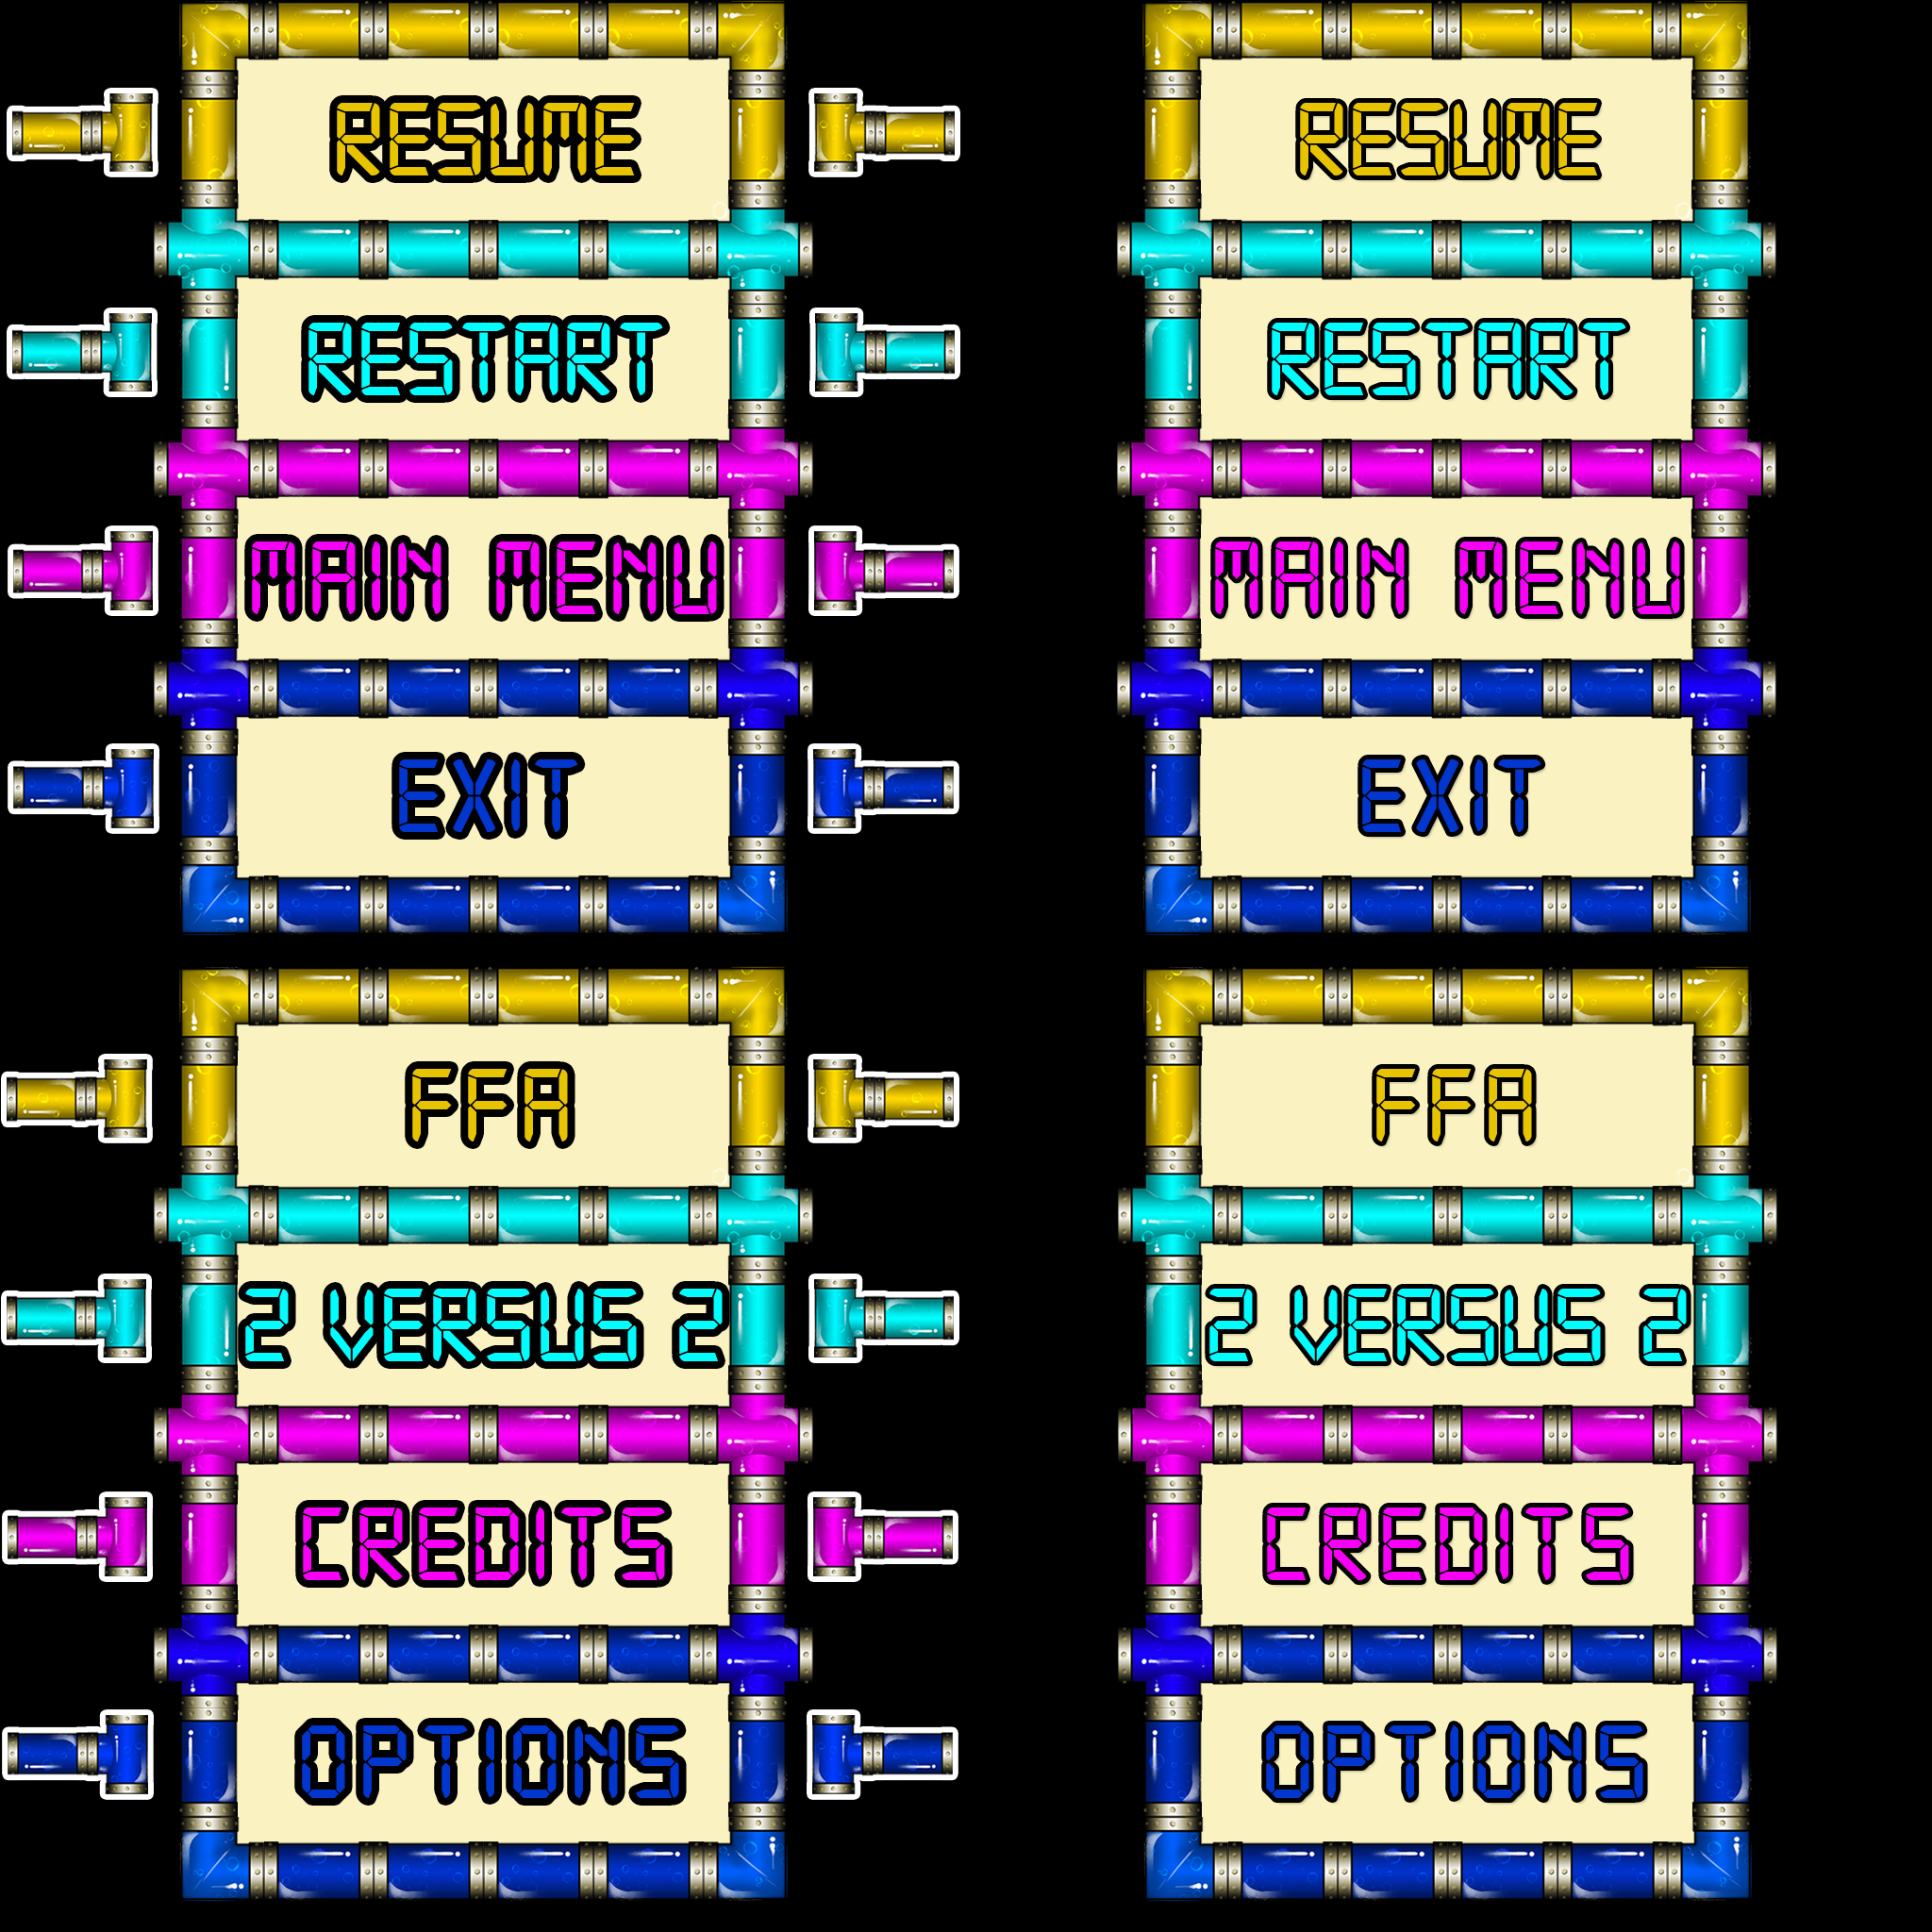 RESUME
RESTART
MAIN MENU
EXIT
RESUME
RESTART
MAIN MENU
EXIT
FFA
2 VERSUS 2
CREDITS
OPTIONS
FFA
2 VERSUS 2
CREDITS
OPTIONS